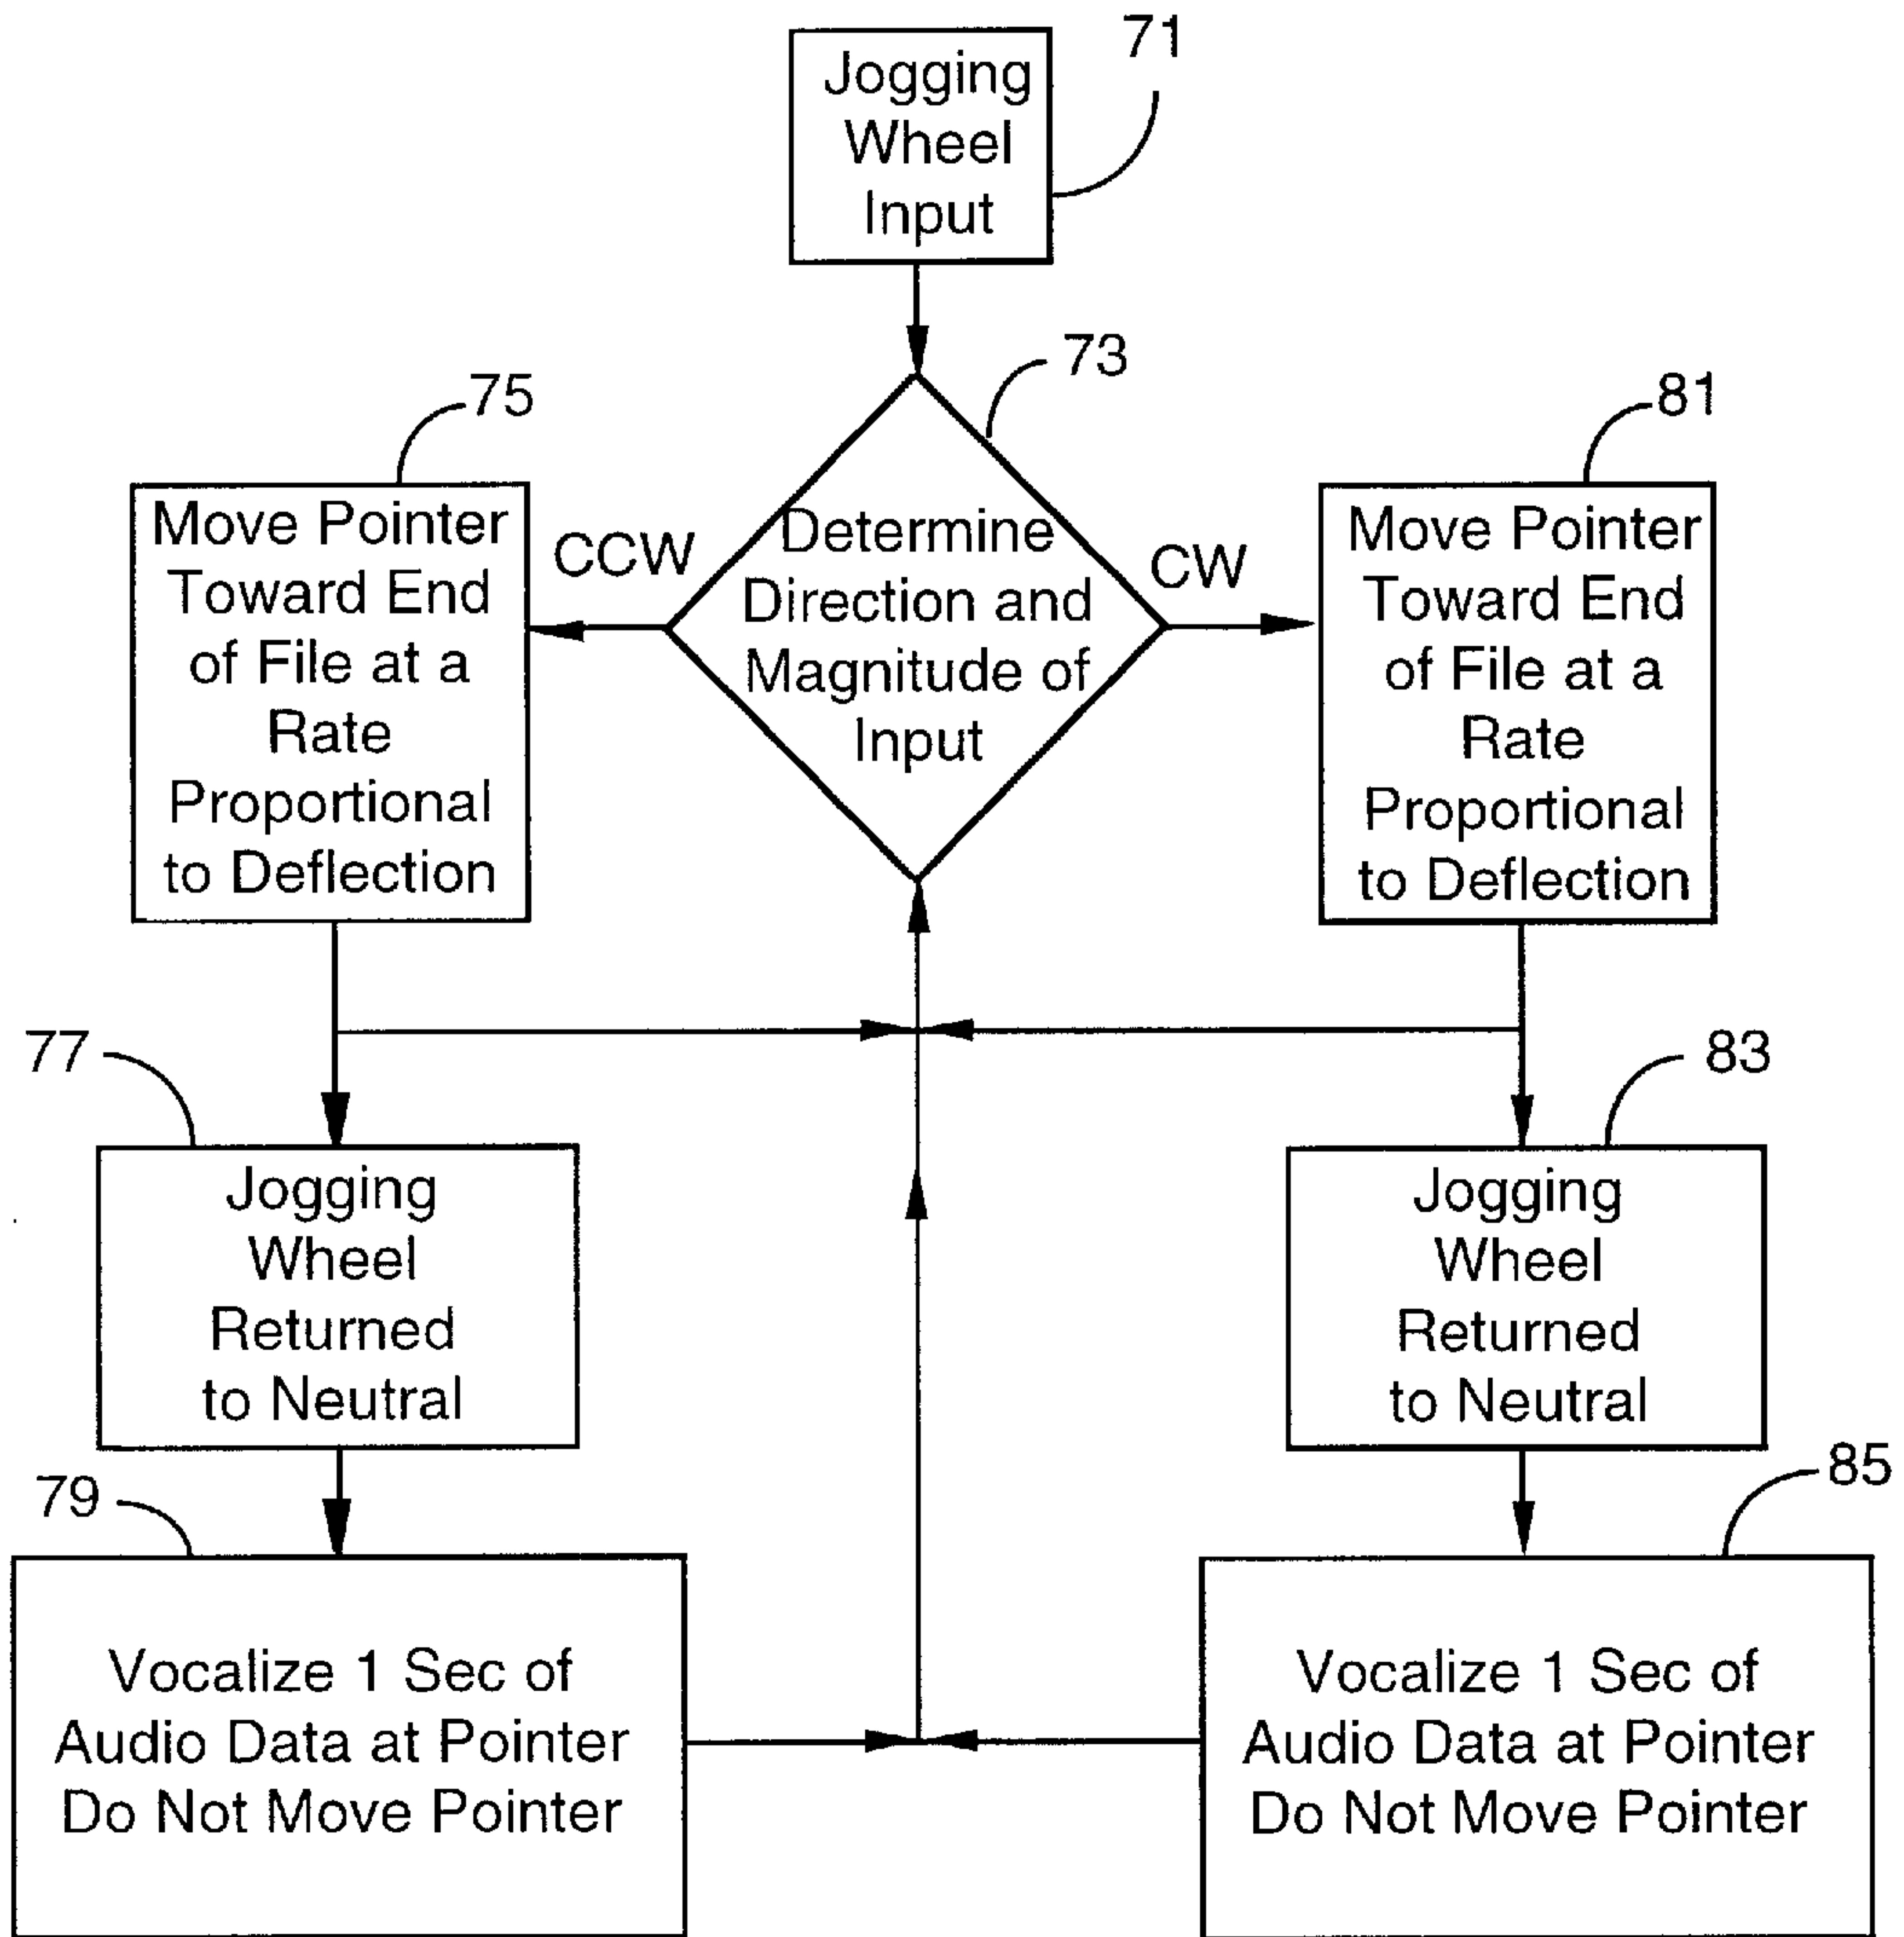 71
Jogging
Wheel
Input
73
75
81
CCW
CW
Determine
Direction and
Magnitude of
Input
Move Pointer
Toward End
of File at a
Rate
Proportional
to Deflection
Move Pointer
Toward End
of File at a
Rate
Proportional
to Deflection
77
83
Jogging
Wheel
Returned
to Neutral
Jogging
Wheel
Returned
to Neutral
79
85
Vocalize 1 Sec of
Audio Data at Pointer
Do Not Move Pointer
Vocalize 1 Sec of
Audio Data at Pointer
Do Not Move Pointer